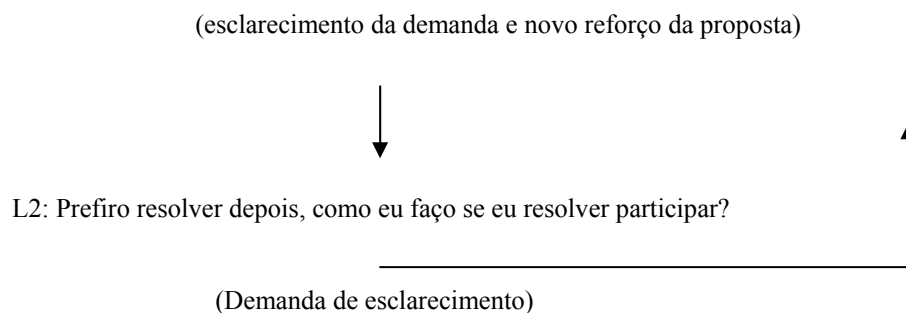 (esclarecimento da demanda e novo reforço da proposta)
L2: Prefiro resolver depois, como eu faço se eu resolver participar?
(Demanda de esclarecimento)